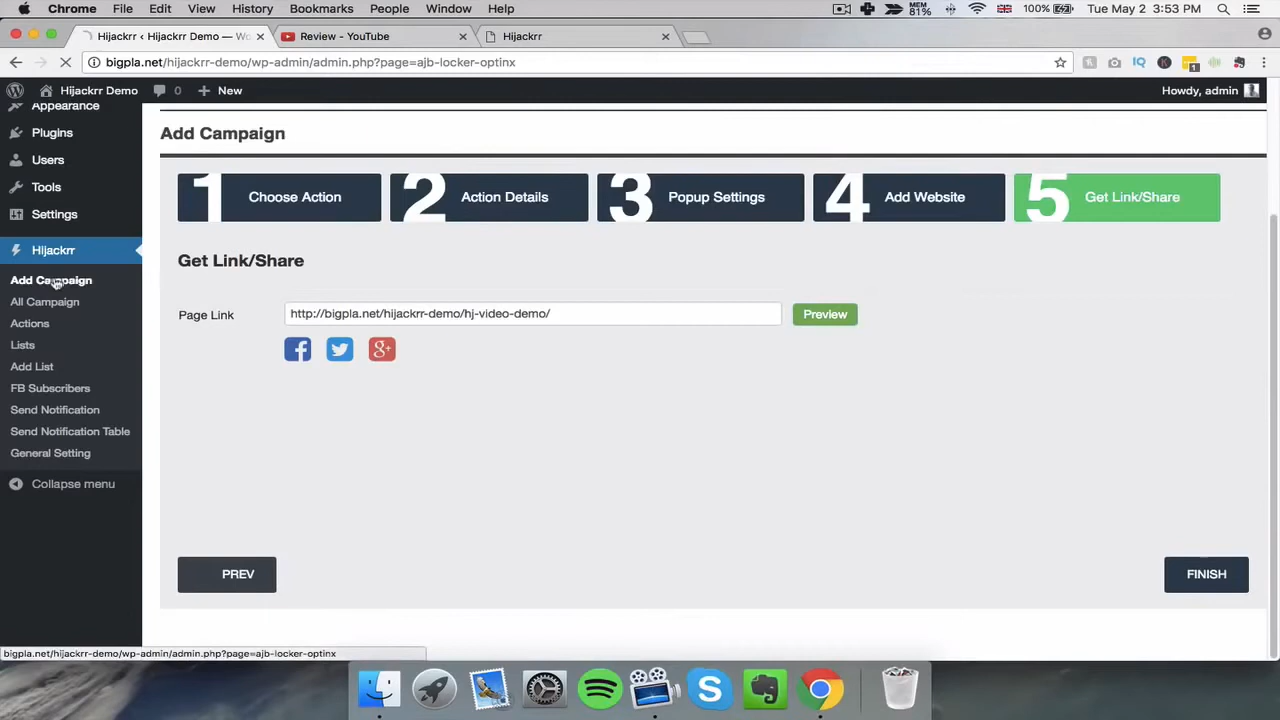 Chrome File Edit View History Bookmarks People Window Help MEM 81% 100% Tue May 2 3:53 PM
Hijackrr ‹ Hijackrr Demo — Wo Review - YouTube Hijackrr
bigpla.net/hijackrr-demo/wp-admin/admin.php?page=ajb-locker-optinx IQ 1
Hijackrr Demo 0 New Howdy, admin
Appearance
Plugins
Users
Tools
Settings
Hijackrr
Add Campaign
All Campaign
Actions
Lists
Add List
FB Subscribers
Send Notification
Send Notification Table
General Setting
Collapse menu
Add Campaign
1 Choose Action 2 Action Details 3 Popup Settings 4 Add Website 5 Get Link/Share
Get Link/Share
Page Link http://bigpla.net/hijackrr-demo/hj-video-demo/ Preview
PREV FINISH
bigpla.net/hijackrr-demo/wp-admin/admin.php?page=ajb-locker-optinx